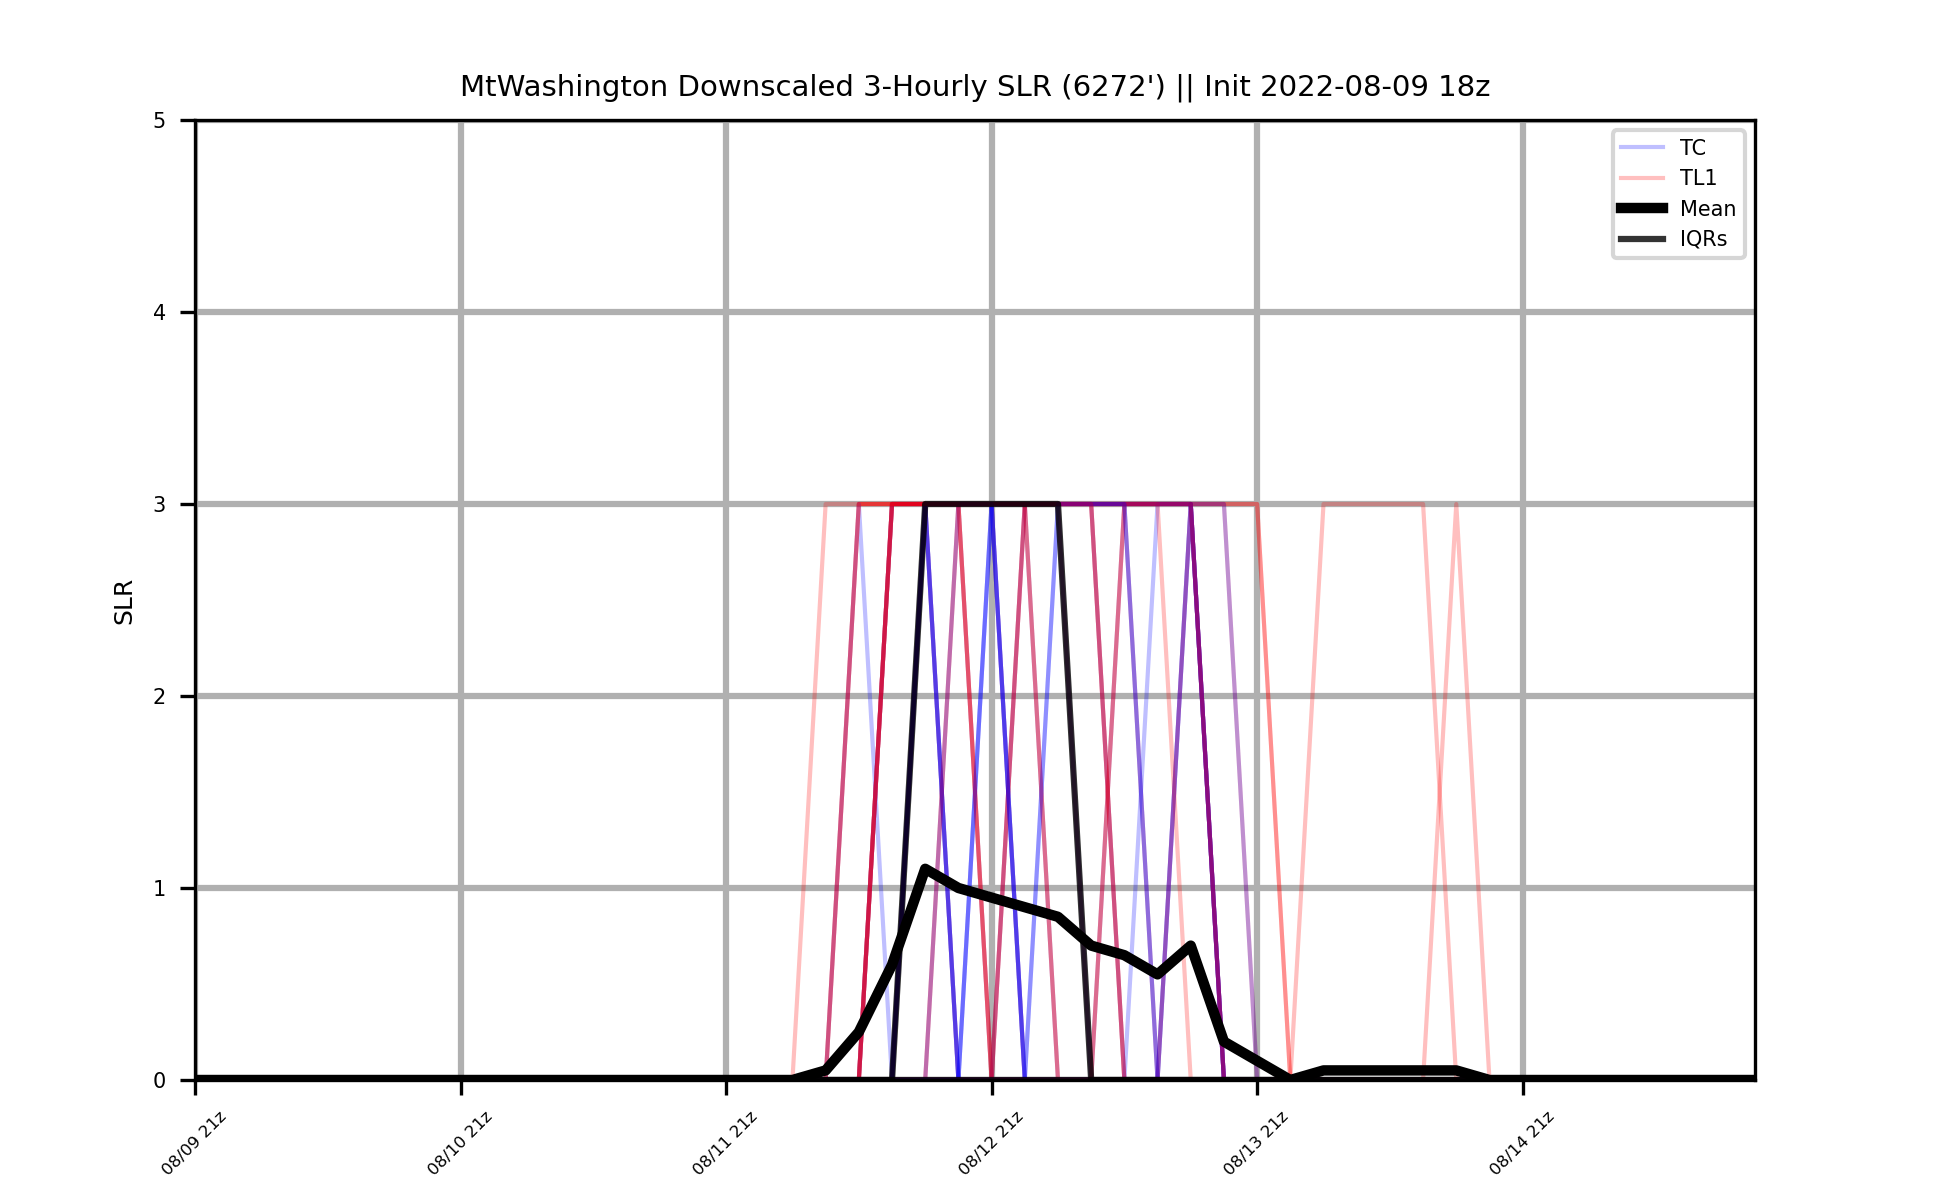 MtWashington Downscaled 3-Hourly SLR (6272') || Init 2022-08-09 18z
TC
TL1
Mean
IQRs
SLR
5
4
3
2
1
0
08/09 21z
08/10 21z
08/11 21z
08/12 21z
08/13 21z
08/14 21z